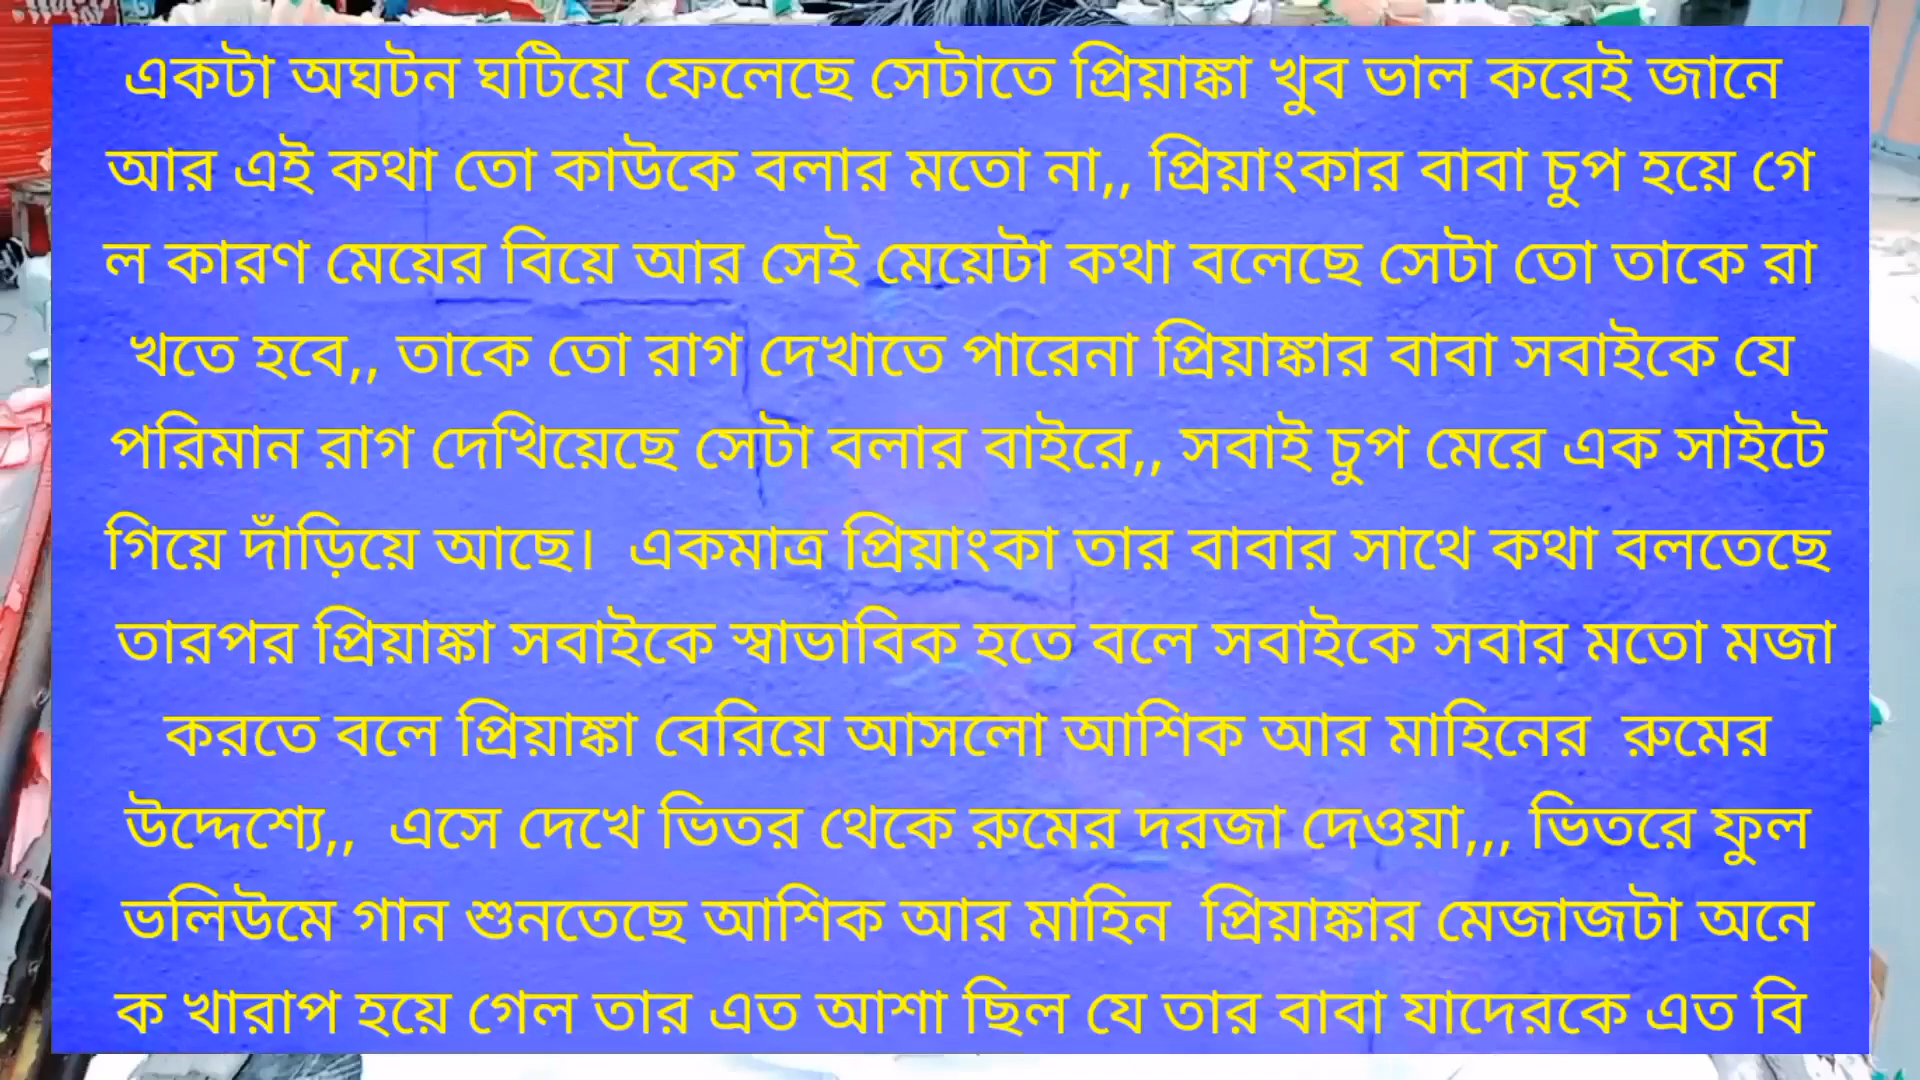 একটা অঘটন ঘটিয়ে ফেলেছে সেটাতে প্রিয়াঙ্কা খুব ভাল করেই জানে
আর এই কথা তো কাউকে বলার মতো না,, প্রিয়াংকার বাবা চুপ হয়ে গে
ল কারণ মেয়ের বিয়ে আর সেই মেয়েটা কথা বলেছে সেটা তো তাকে রা
খতে হবে,, তাকে তো রাগ দেখাতে পারেনা প্রিয়াঙ্কার বাবা সবাইকে যে
পরিমান রাগ দেখিয়েছে সেটা বলার বাইরে,, সবাই চুপ মেরে এক সাইটে
গিয়ে দাঁড়িয়ে আছে। একমাত্র প্রিয়াংকা তার বাবার সাথে কথা বলতেছে
তারপর প্রিয়াঙ্কা সবাইকে স্বাভাবিক হতে বলে সবাইকে সবার মতো মজা
করতে বলে প্রিয়াঙ্কা বেরিয়ে আসলো আশিক আর মাহিনের রুমের
উদ্দেশ্যে,, এসে দেখে ভিতর থেকে রুমের দরজা দেওয়া,,, ভিতরে ফুল
ভলিউমে গান শুনতেছে আশিক আর মাহিন প্রিয়াঙ্কার মেজাজটা অনে
ক খারাপ হয়ে গেল তার এত আশা ছিল যে তার বাবা যাদেরকে এত বি